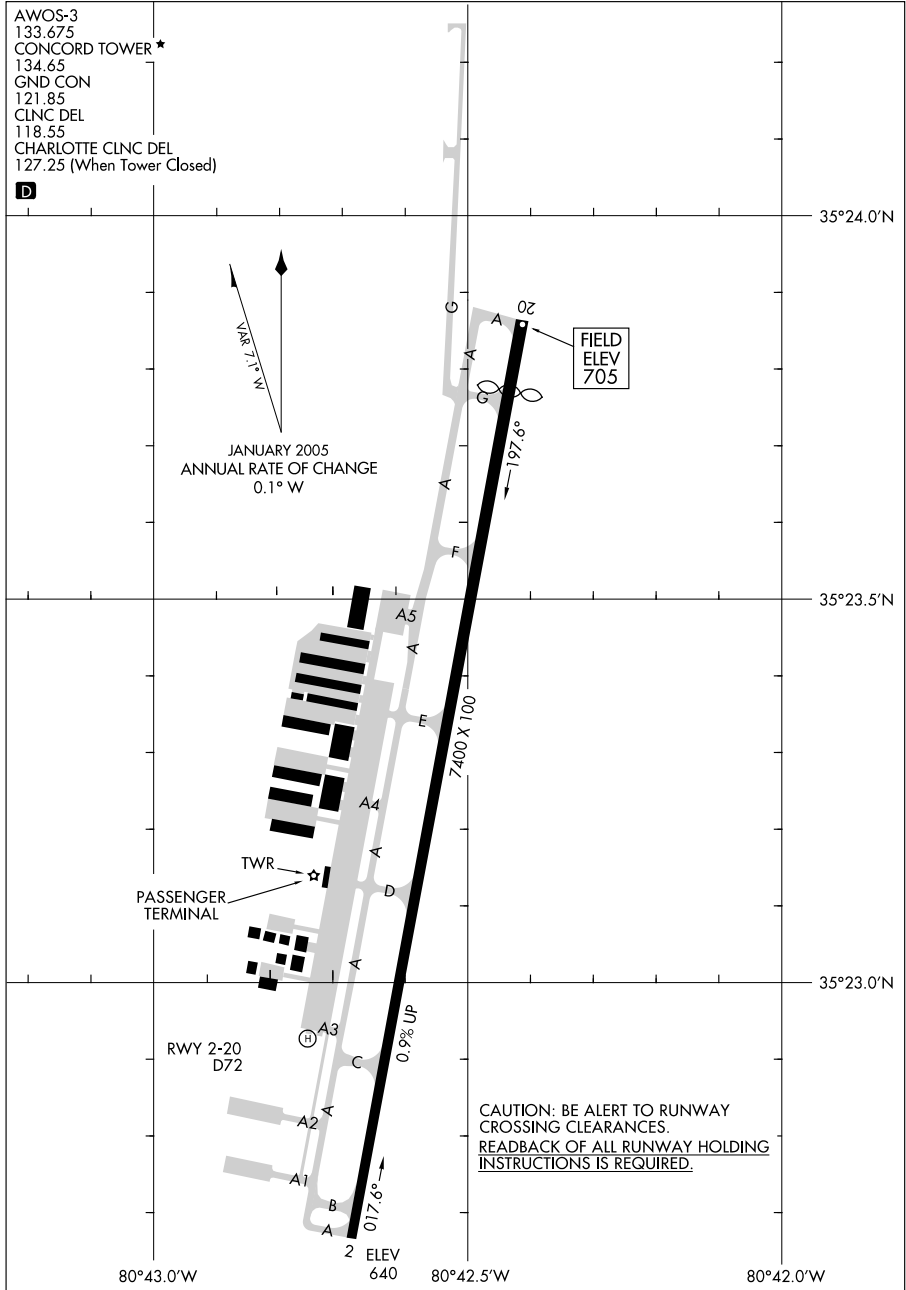 AWOS-3
133.675
CONCORD TOWER ★
134.65
GND CON
121.85
CLNC DEL
118.55
CHARLOTTE CLNC DEL
127.25 (When Tower Closed)
D
35°24.0'N
VAR 7.1° W
JANUARY 2005
ANNUAL RATE OF CHANGE
0.1° W
G
A
20
A
FIELD
ELEV
705
G
197.6°
A
F
35°23.5'N
A5
A
E
7400 X 100
A4
A
TWR
D
PASSENGER
TERMINAL
A
35°23.0'N
A3
H
0.9% UP
RWY 2-20
D72
C
A
A2
CAUTION: BE ALERT TO RUNWAY
CROSSING CLEARANCES.
READBACK OF ALL RUNWAY HOLDING
INSTRUCTIONS IS REQUIRED.
A1
017.6°
B
A
2
ELEV
640
80°43.0'W
80°42.5'W
80°42.0'W